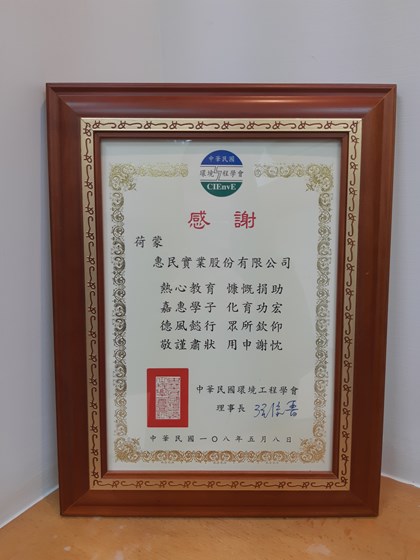 中華民國
環境工程學會
CIEnvE
感謝
荷蒙
惠民實業股份有限公司
熱心教育 慷慨捐助
嘉惠學子 化育功宏
德風懿行 眾所欽仰
敬謹肅狀 用申謝忱
中華民國環境工程學會
理事長
中華民國一〇八年五月八日